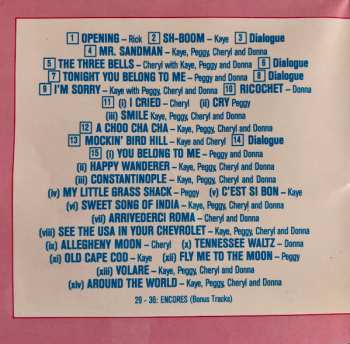 1 OPENING – Rick 2 SH-BOOM – Kaye 3 Dialogue
4 MR. SANDMAN – Kaye, Peggy, Cheryl and Donna
5 THE THREE BELLS – Cheryl with Kaye, Peggy and Donna 6 Dialogue
7 TONIGHT YOU BELONG TO ME – Peggy and Donna 8 Dialogue
9 I'M SORRY – Kaye with Peggy, Cheryl and Donna 10 RICOCHET – Donna
11 (i) I CRIED – Cheryl (ii) CRY Peggy
(iii) SMILE Kaye, Peggy, Cheryl and Donna
12 A CHOO CHA CHA – Kaye, Peggy, Cheryl and Donna
13 MOCKIN' BIRD HILL – Kaye and Cheryl 14 Dialogue
15 (i) YOU BELONG TO ME – Peggy
(ii) HAPPY WANDERER – Kaye, Peggy, Cheryl and Donna
(iii) CONSTANTINOPLE – Kaye, Peggy, Cheryl and Donna
(iv) MY LITTLE GRASS SHACK – Peggy (v) C'EST SI BON – Kaye
(vi) SWEET SONG OF INDIA – Kaye, Peggy, Cheryl and Donna
(vii) ARRIVEDERCI ROMA – Cheryl and Donna
(viii) SEE THE USA IN YOUR CHEVROLET – Kaye, Peggy, Cheryl and Donna
(ix) ALLEGHENY MOON – Cheryl (x) TENNESSEE WALTZ – Donna
(xi) OLD CAPE COD – Kaye (xii) FLY ME TO THE MOON – Peggy
(xiii) VOLARE – Kaye, Peggy, Cheryl and Donna
(xiv) AROUND THE WORLD – Kaye, Peggy, Cheryl and Donna
29 - 36: ENCORES (Bonus Tracks)